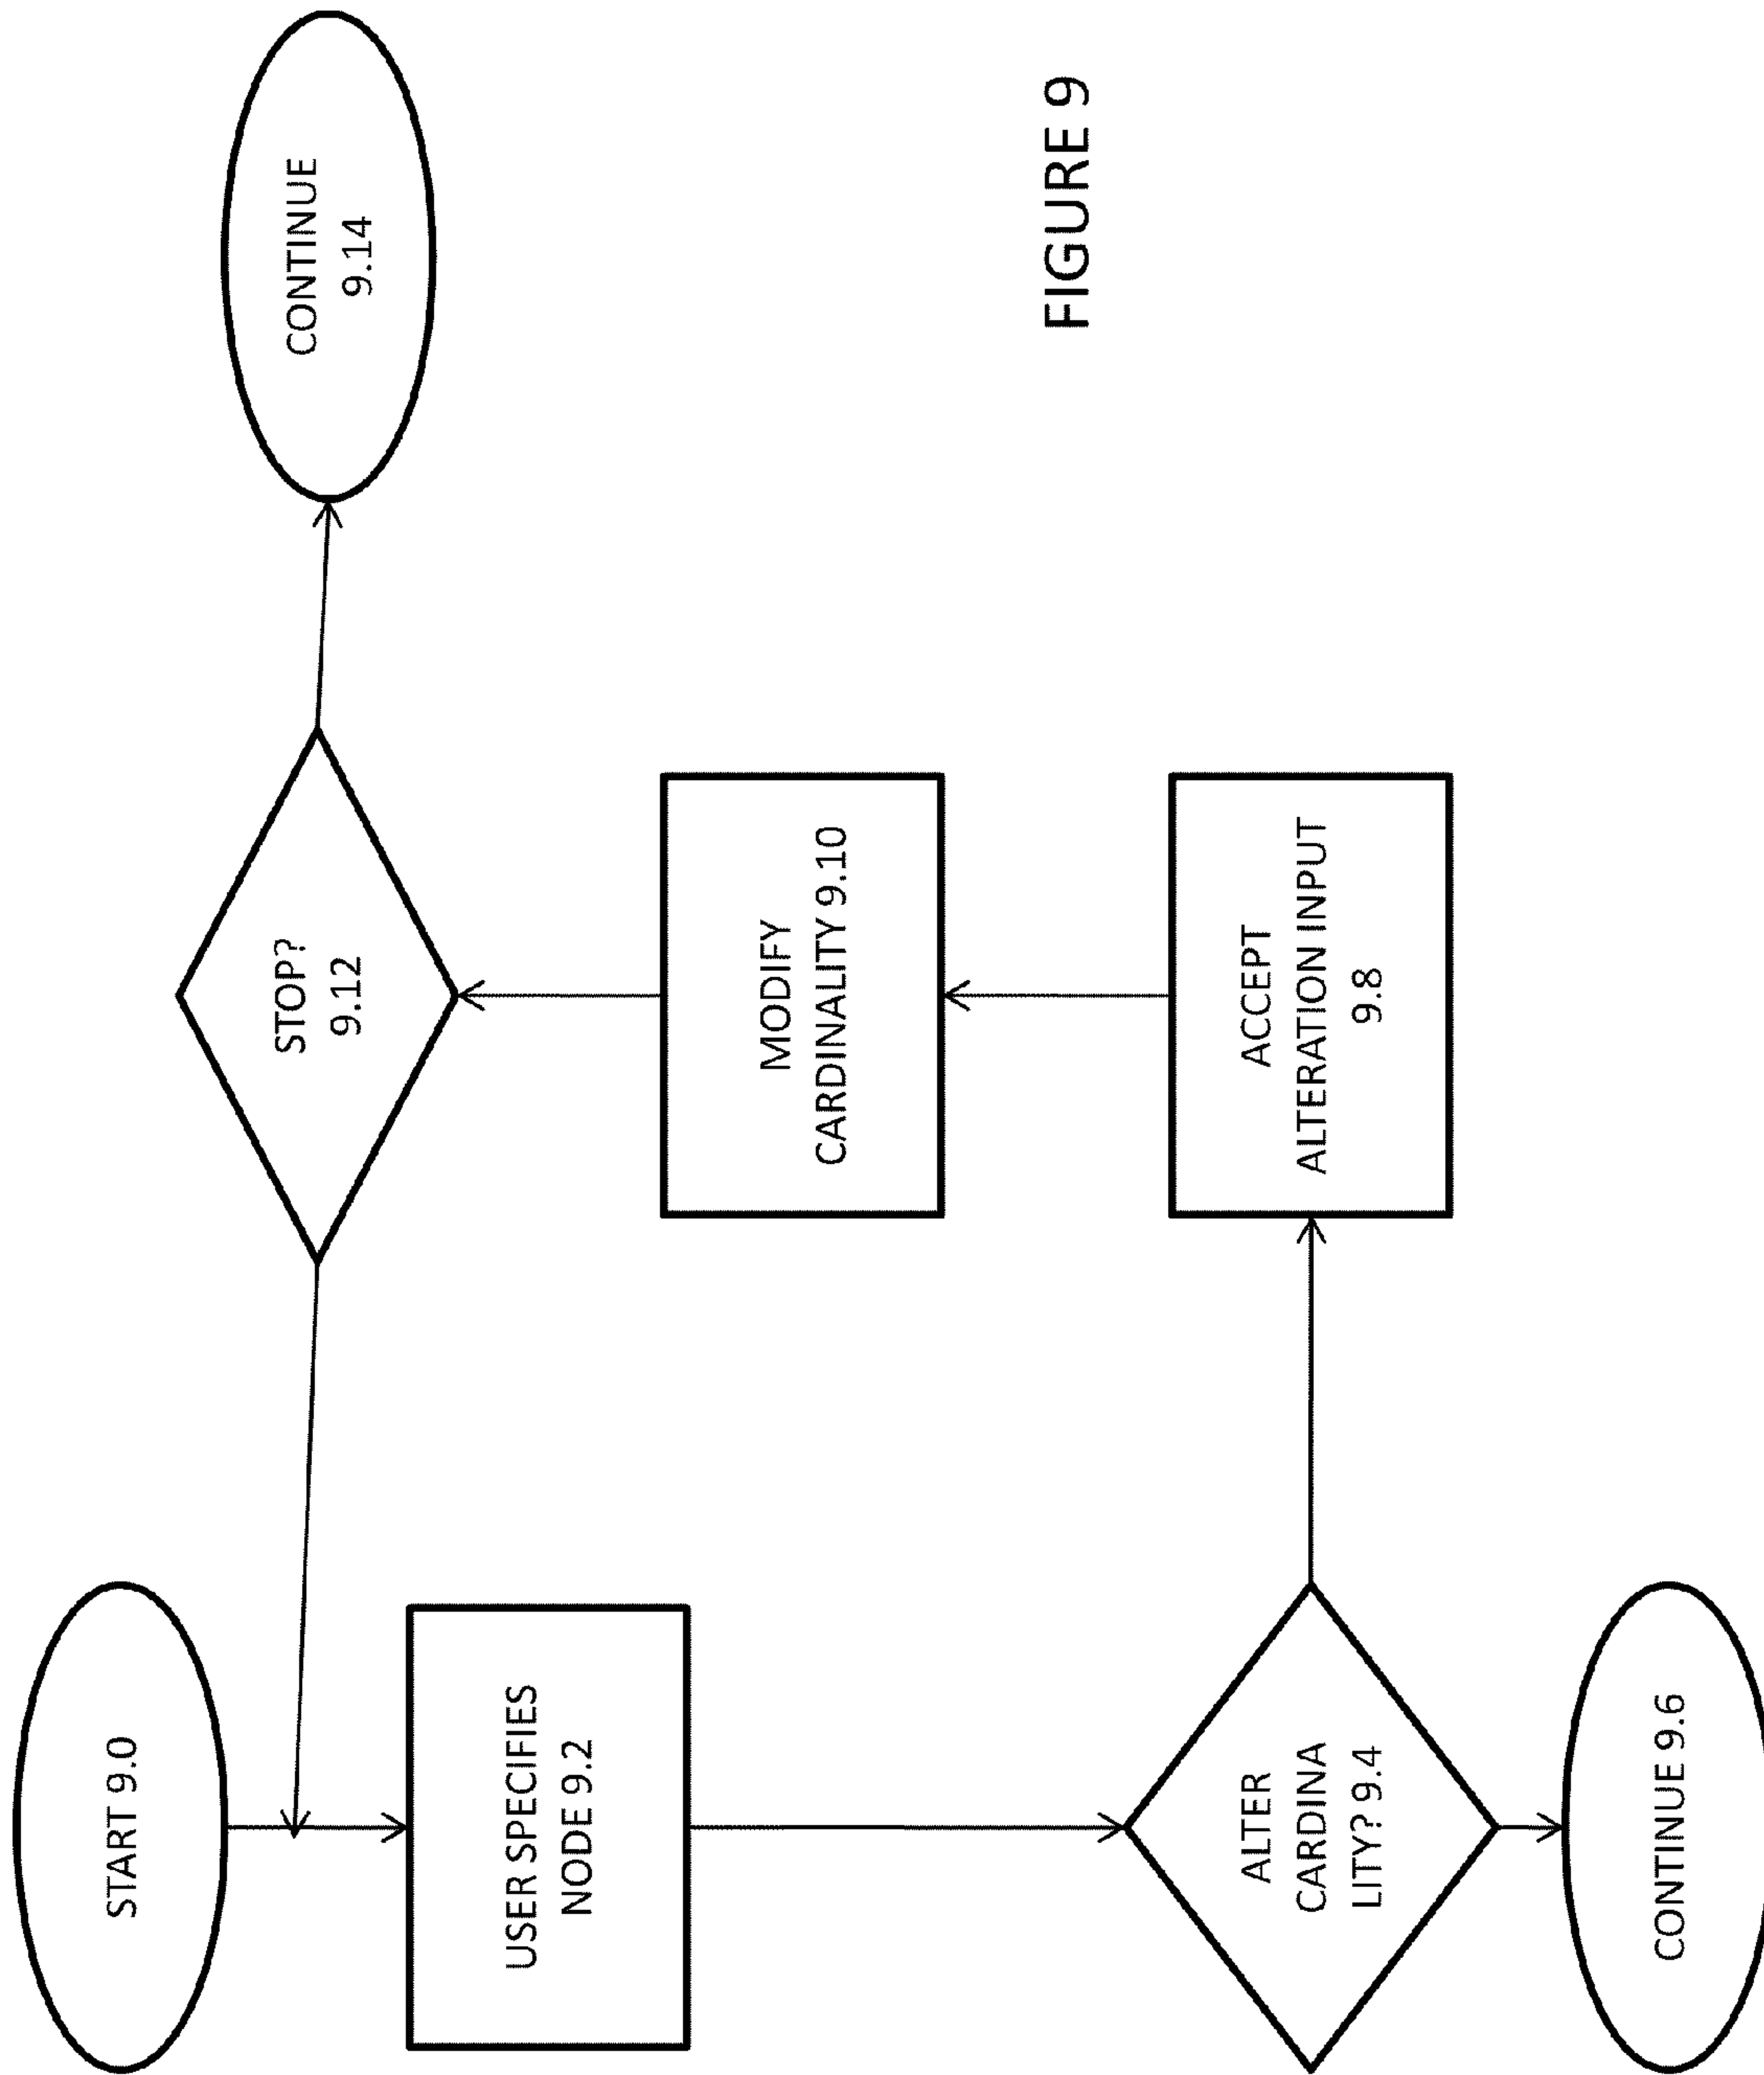 START 9.0
USER SPECIFIES
NODE 9.2
ALTER
CARDINA
LITY? 9.4
CONTINUE 9.6
ACCEPT
ALTERATION INPUT
9.8
MODIFY
CARDINALITY 9.10
STOP?
9.12
CONTINUE
9.14
FIGURE 9